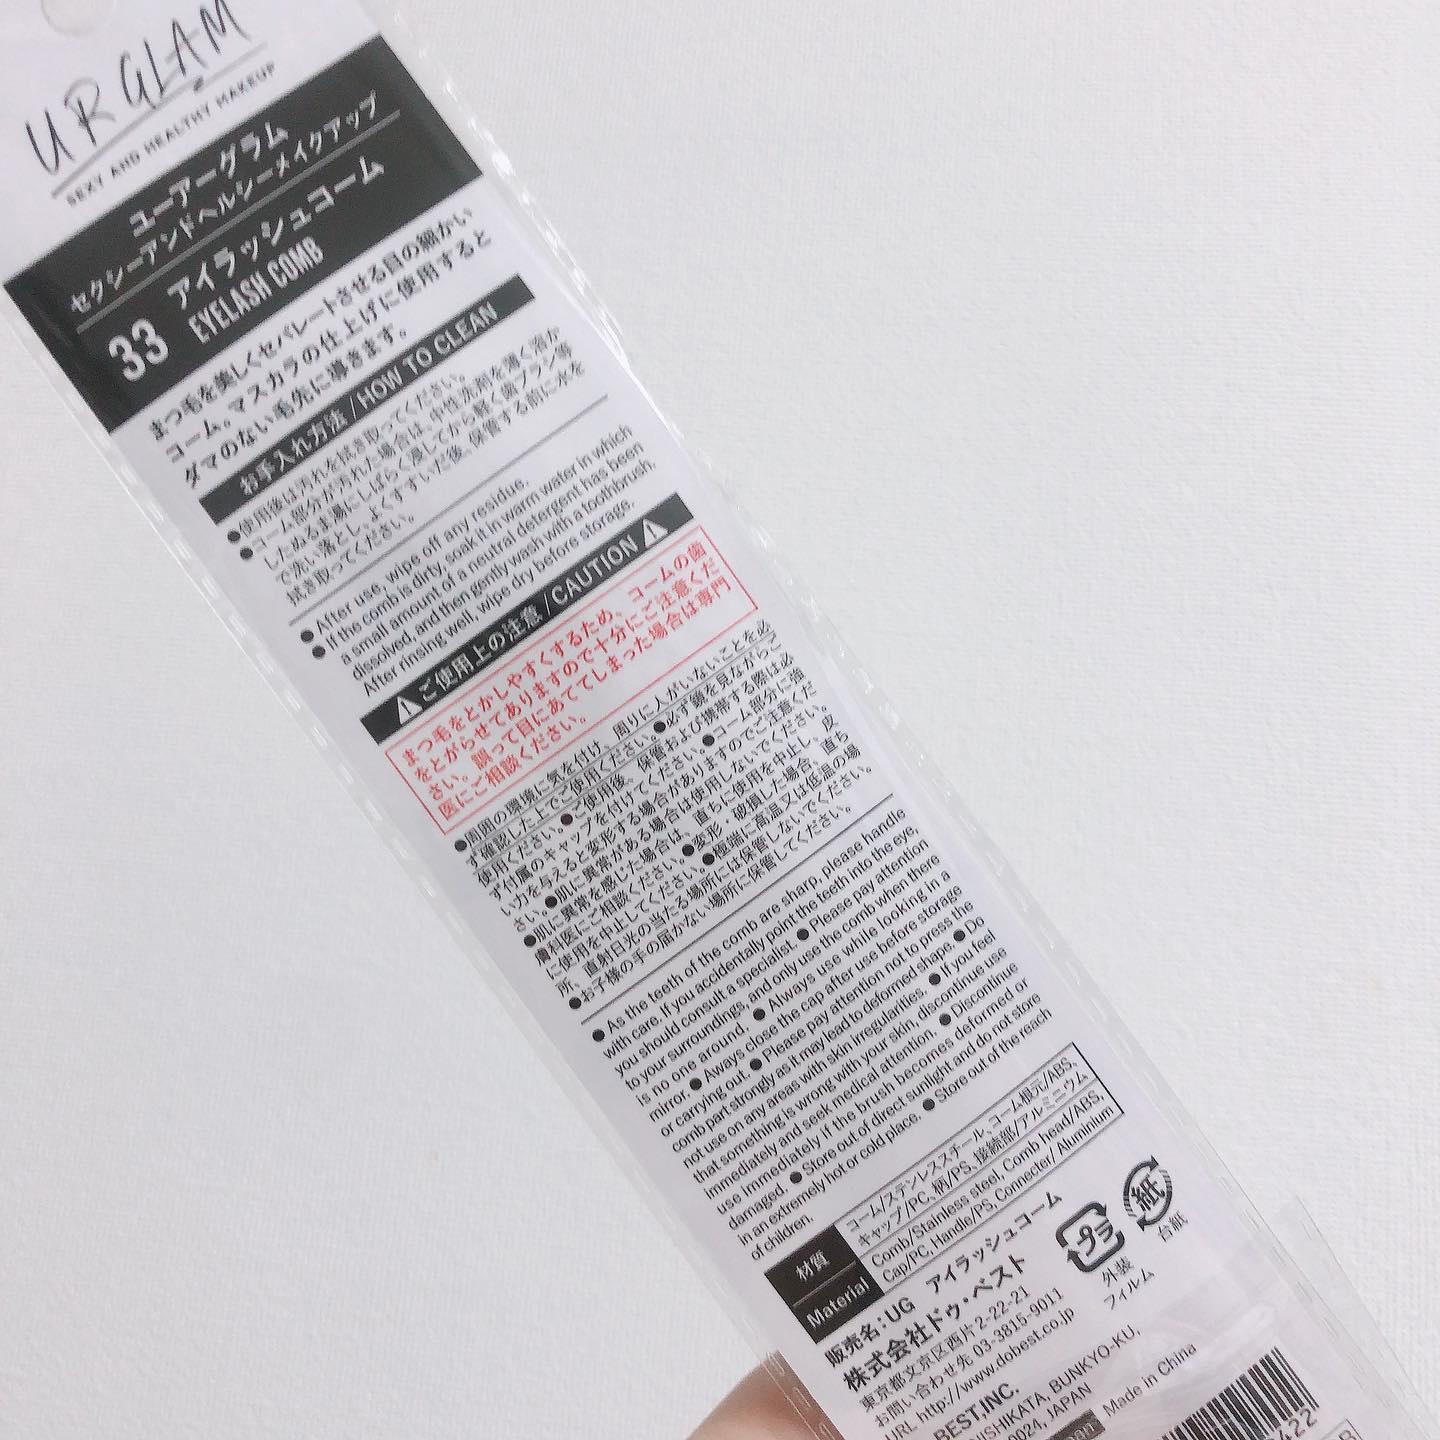 URGLAM
SEXY AND HEALTHY MAKEUP
ユーアーグラム
セクシーアンドヘルシーメイクアップ
33 アイラッシュコーム
EYELASH COMB
まつ毛を美しくセパレートさせる目の細かい
コーム。マスカラの仕上げに使用すると
ダマのない毛先に導きます。
お手入れ方法 / HOW TO CLEAN
●使用後は汚れを拭き取ってください。
●コーム部分が汚れた場合は、中性洗剤を薄く溶か
したぬるま湯にしばらく浸してから軽く歯ブラシ等
で洗い落とし、よくすすいだ後、保管する前に水を
拭き取ってください。
● After use, wipe off any residue.
● If the comb is dirty, soak it in warm water in which
a small amount of a neutral detergent has been
dissolved, and then gently wash with a toothbrush.
After rinsing well, wipe dry before storage.
⚠ ご使用上の注意 / CAUTION ⚠
まつ毛をとかしやすくするため、コームの歯
をとがらせてありますので十分にご注意くだ
さい。誤って目にあててしまった場合は専門
医にご相談ください。
●周囲の環境に気を付け、周りに人がいないことを必
ず確認した上でご使用ください。●必ず鏡を見ながらご
使用ください。●ご使用後、保管および携帯する際は必
ず付属のキャップを付けてください。●コーム部分に強
い力を与えると変形する場合がありますのでご注意くだ
さい。●肌に異常がある場合は使用しないでください。
●肌に異常を感じた場合は、直ちに使用を中止し、皮
膚科医にご相談ください。●変形・破損した場合、直ち
に使用を中止してください。●極端に高温又は低温の場
所、直射日光の当たる場所には保管しないでください。
●お子様の手の届かない場所に保管してください。
● As the teeth of the comb are sharp, please handle
with care. If you accidentally point the teeth into the eye,
you should consult a specialist. ● Please pay attention
to your surroundings, and only use the comb when there
is no one around. ● Always use while looking in a
mirror. ● Always close the cap after use before storage
or carrying out. ● Please pay attention not to press the
comb part strongly as it may lead to deformed shape. ● Do
not use on any areas with skin irregularities. ● If you feel
that something is wrong with your skin, discontinue use
immediately and seek medical attention. ● Discontinue
use immediately if the brush becomes deformed or
damaged. ● Store out of direct sunlight and do not store
in an extremely hot or cold place. ● Store out of the reach
of children.
材質
Material
コーム/ステンレススチール、コーム根元/ABS、
キャップ/PC、柄/PS、接続部/アルミニウム
Comb/Stainless steel, Comb head/ABS,
Cap/PC, Handle/PS, Connecter/ Aluminium
販売名：UG アイラッシュコーム
株式会社ドゥ・ベスト
東京都文京区西片2-22-21
お問い合わせ先 03-3815-9011
URL http://www.dobest.co.jp
BEST,INC.
NISHIKATA, BUNKYO-KU,
0024, JAPAN
Made in China
プラ
外装
フィルム
紙
台紙
422